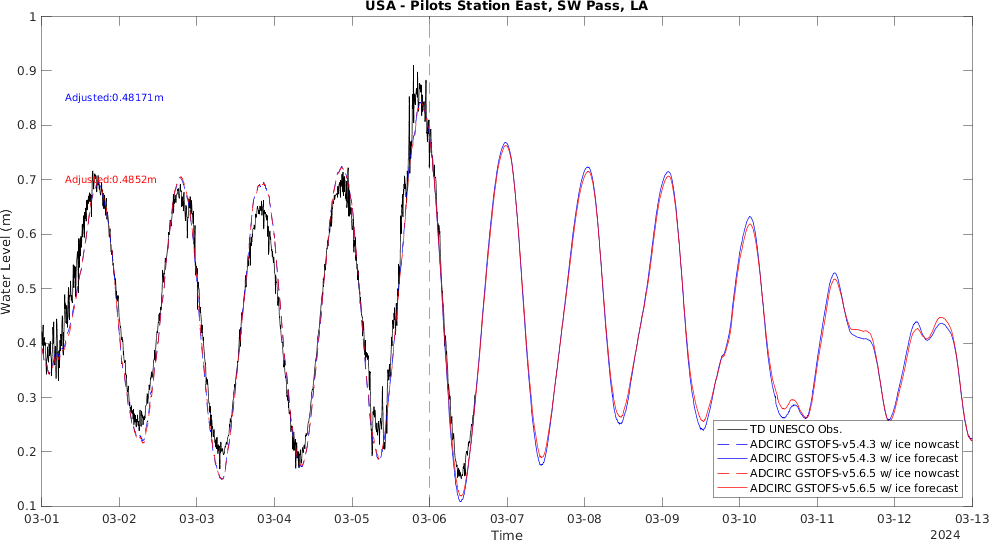 USA - Pilots Station East, SW Pass, LA
1
0.9
0.8
0.7
0.6
0.5
0.4
0.3
0.2
0.1
Water Level (m)
Adjusted:0.48171m
Adjusted:0.4852m
TD UNESCO Obs.
ADCIRC GSTOFS-v5.4.3 w/ ice nowcast
ADCIRC GSTOFS-v5.4.3 w/ ice forecast
ADCIRC GSTOFS-v5.6.5 w/ ice nowcast
ADCIRC GSTOFS-v5.6.5 w/ ice forecast
03-01 03-02 03-03 03-04 03-05 03-06 03-07 03-08 03-09 03-10 03-11 03-12 03-13
Time
2024